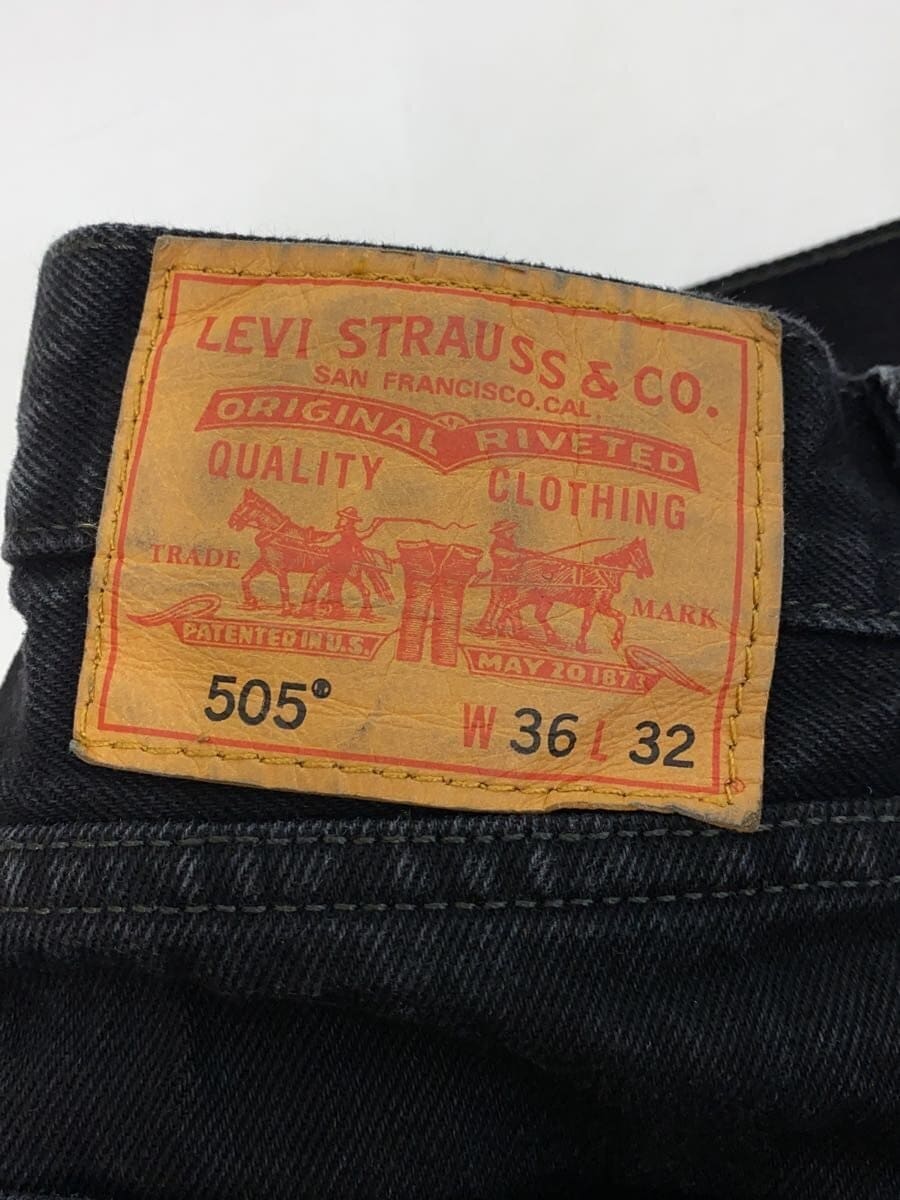 LEVI STRAUSS & CO.
SAN FRANCISCO.CAL.
ORIGINAL RIVETED
QUALITY CLOTHING
TRADE MARK
PATENTED IN U.S. MAY 20 1873
505® W 36 L 32